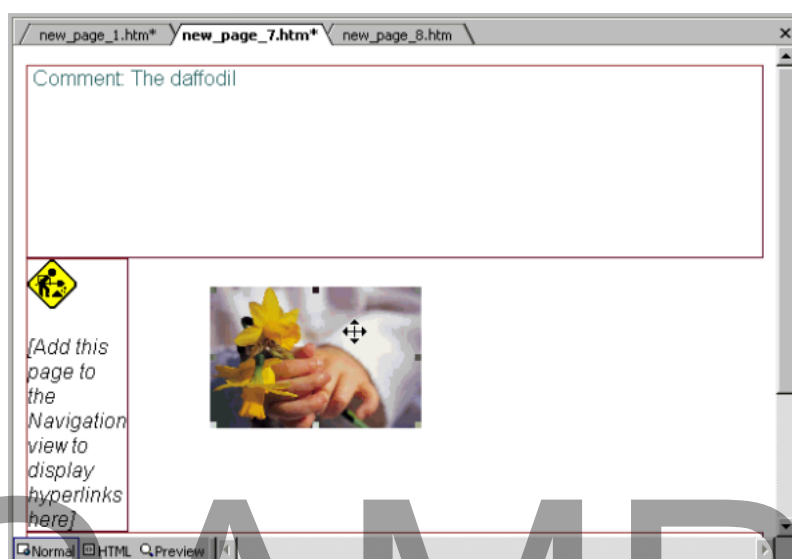 new_page_1.htm* new_page_7.htm* new_page_8.htm
Comment: The daffodil
[Add this
page to
the
Navigation
view to
display
hyperlinks
here]
Normal HTML Preview